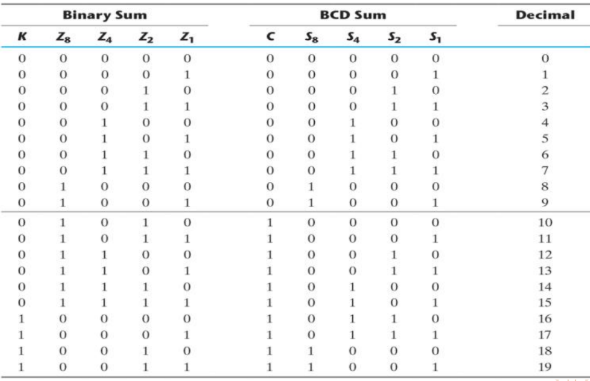 Binary Sum BCD Sum Decimal
K Z8 Z4 Z2 Z1 C S8 S4 S2 S1
0 0 0 0 0 0 0 0 0 0 0
0 0 0 0 1 0 0 0 0 1 1
0 0 0 1 0 0 0 0 1 0 2
0 0 0 1 1 0 0 0 1 1 3
0 0 1 0 0 0 0 1 0 0 4
0 0 1 0 1 0 0 1 0 1 5
0 0 1 1 0 0 0 1 1 0 6
0 0 1 1 1 0 0 1 1 1 7
0 1 0 0 0 0 1 0 0 0 8
0 1 0 0 1 0 1 0 0 1 9
0 1 0 1 0 1 0 0 0 0 10
0 1 0 1 1 1 0 0 0 1 11
0 1 1 0 0 1 0 0 1 0 12
0 1 1 0 1 1 0 0 1 1 13
0 1 1 1 0 1 0 1 0 0 14
0 1 1 1 1 1 0 1 0 1 15
1 0 0 0 0 1 0 1 1 0 16
1 0 0 0 1 1 0 1 1 1 17
1 0 0 1 0 1 1 0 0 0 18
1 0 0 1 1 1 1 0 0 1 19